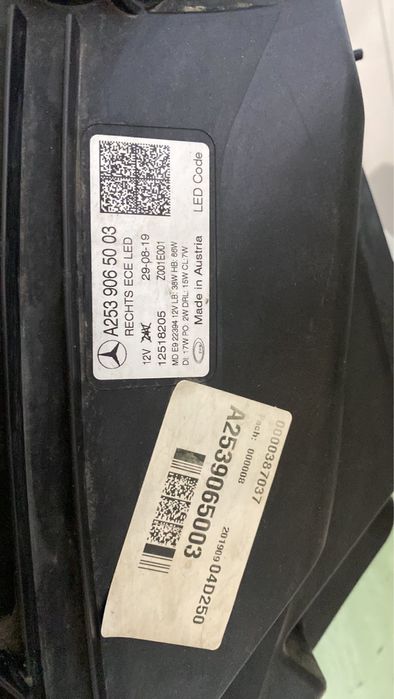 A253 906 50 03
RECHTS ECE LED
12V
29-08-19
12518205
Z001E001
MD E9 22394 12V LB: 38W HB: 66W
DI: 17W PO: 2W DRL: 15W CL:7W
Made in Austria
LED Code
0000387037
Fach: 000008
A2539065003
201909 04D250